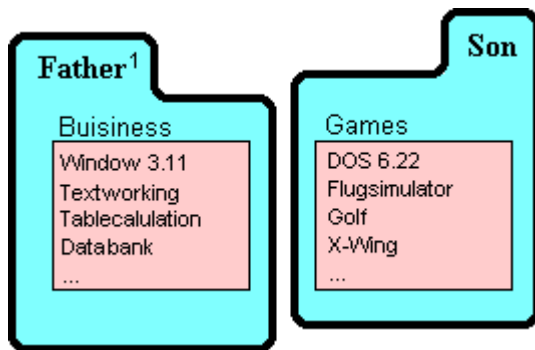 Father¹
Buisiness
Window 3.11
Textworking
Tablecalulation
Databank
...
Son
Games
DOS 6.22
Flugsimulator
Golf
X-Wing
...